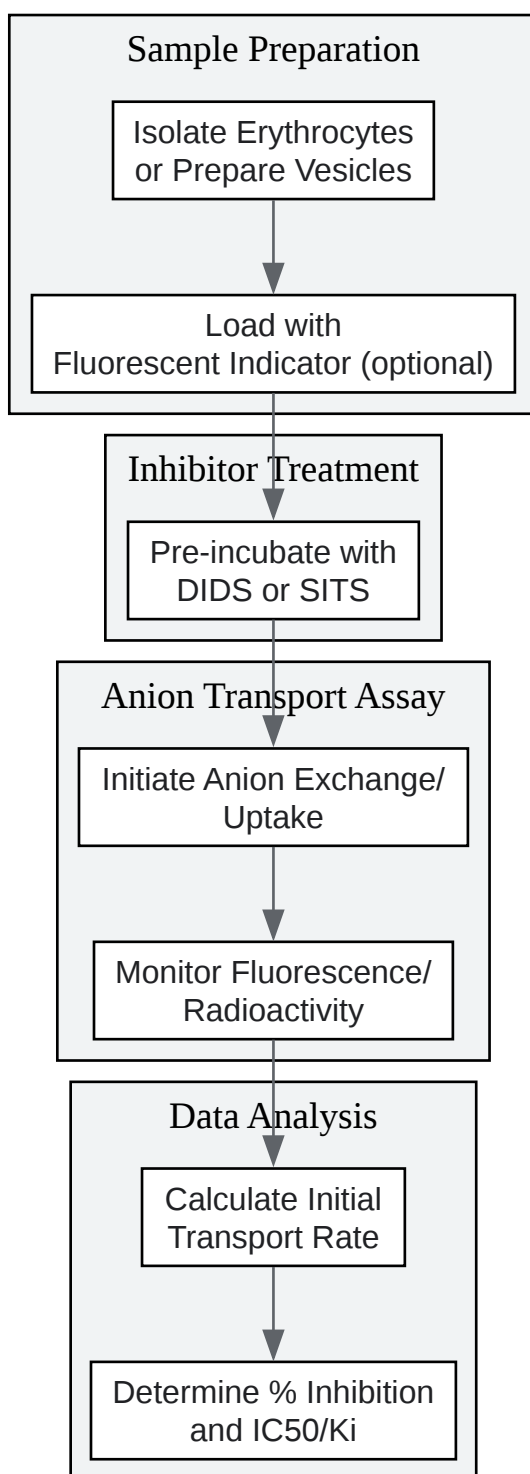 Sample Preparation
Isolate Erythrocytes
or Prepare Vesicles
Load with
Fluorescent Indicator (optional)
Inhibitor Treatment
Pre-incubate with
DIDS or SITS
Anion Transport Assay
Initiate Anion Exchange/
Uptake
Monitor Fluorescence/
Radioactivity
Data Analysis
Calculate Initial
Transport Rate
Determine % Inhibition
and IC50/Ki